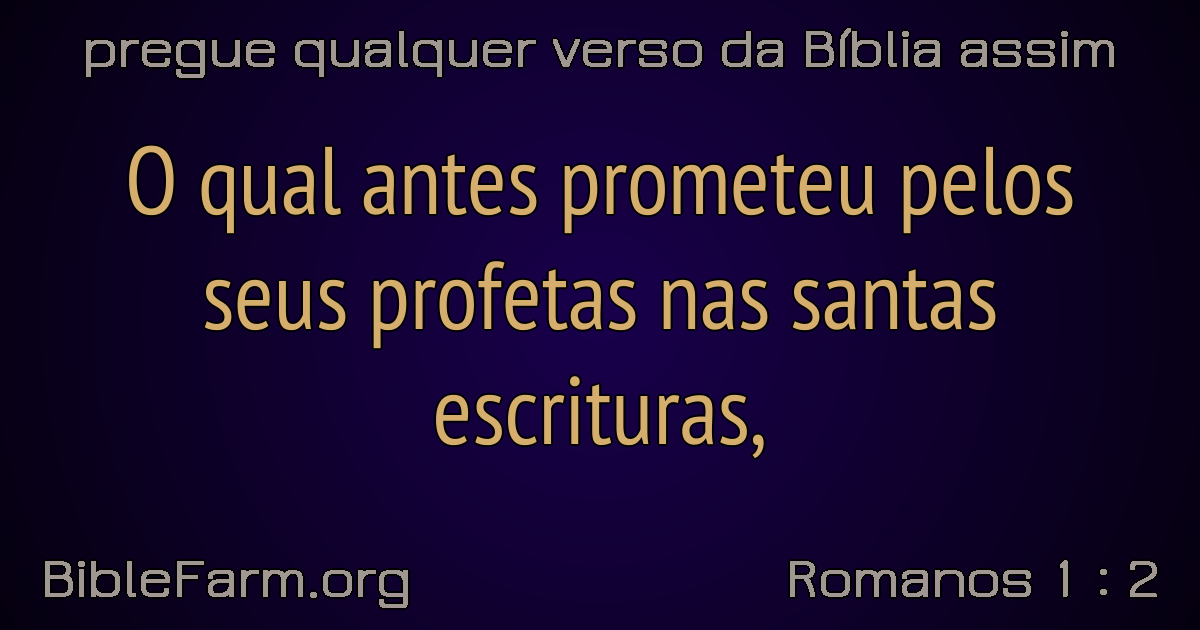 pregue qualquer verso da Bíblia assim
O qual antes prometeu pelos
seus profetas nas santas
escrituras,
BibleFarm.org
Romanos 1 : 2